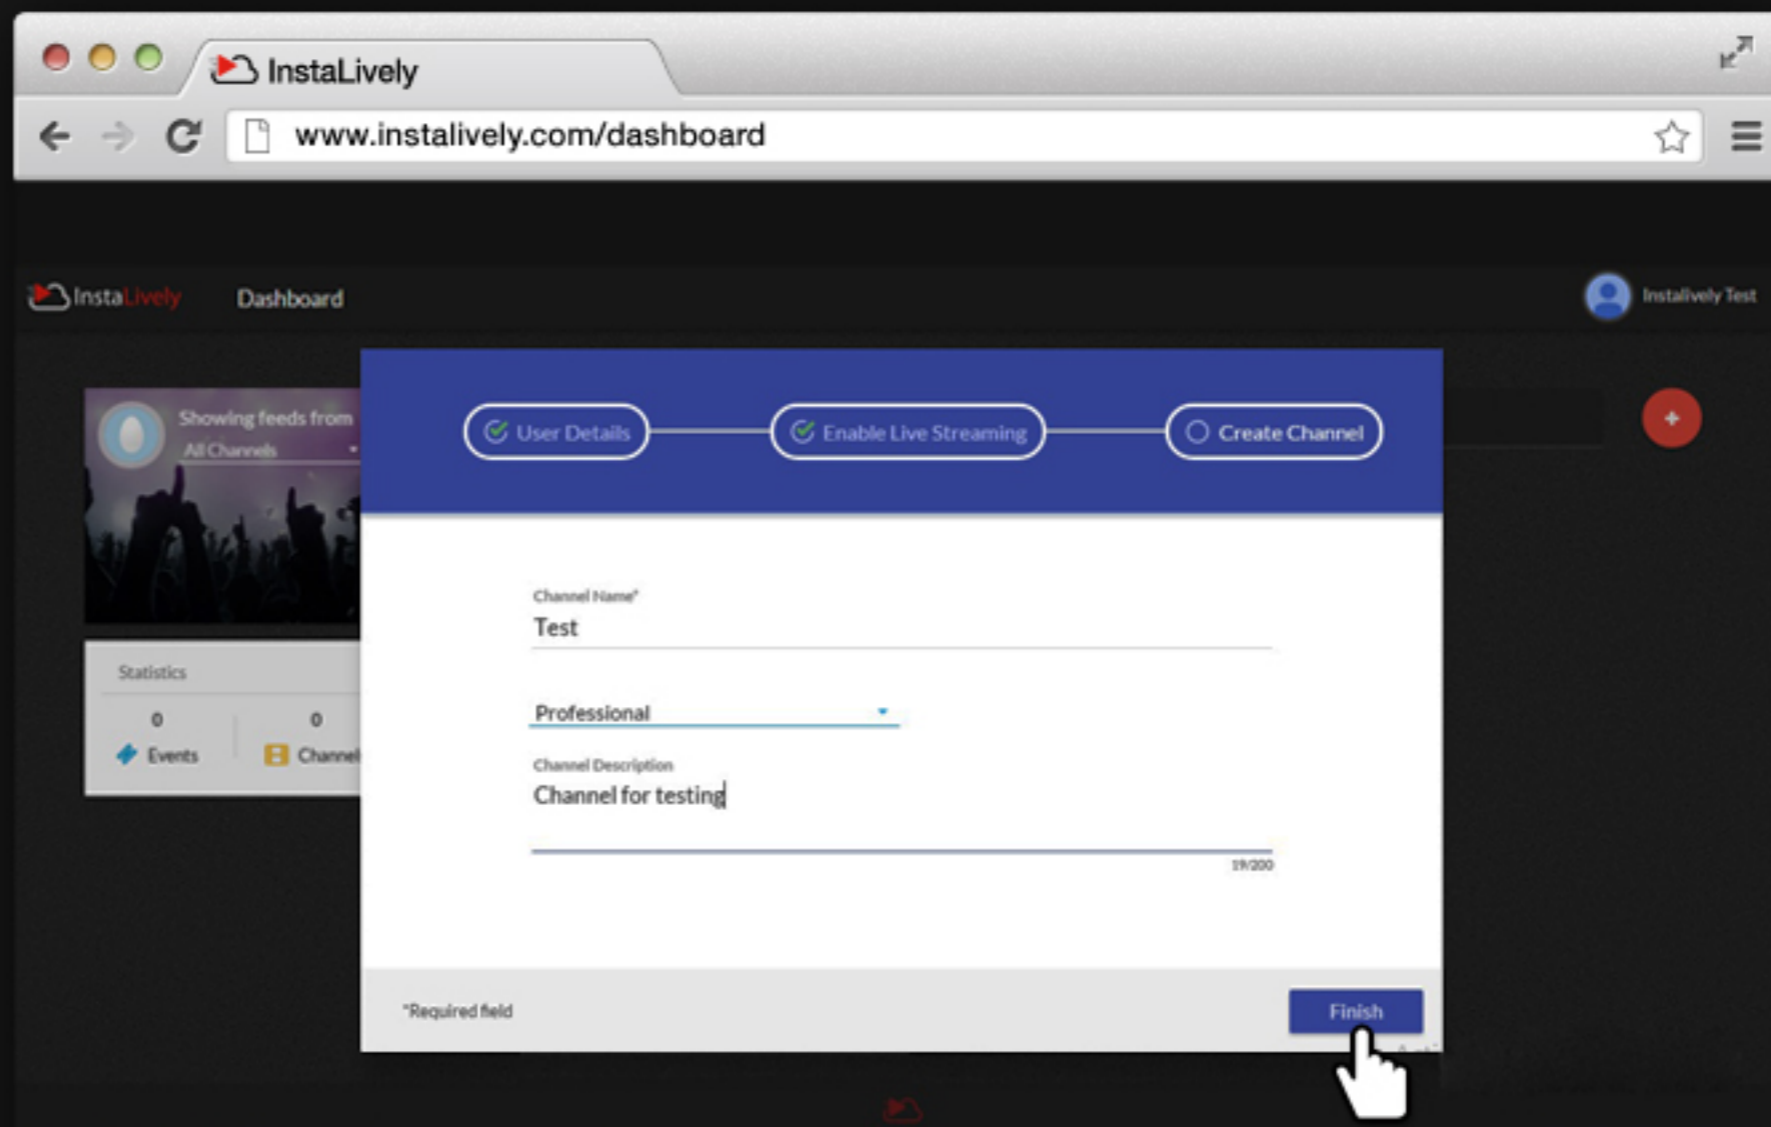 InstaLively
www.instalively.com/dashboard
InstaLively
Dashboard
Instalively Test
Showing feeds from
All Channels
User Details
Enable Live Streaming
Create Channel
Channel Name*
Test
Professional
Channel Description
Channel for testing
19/200
Statistics
0
0
Events
Channel
*Required field
Finish